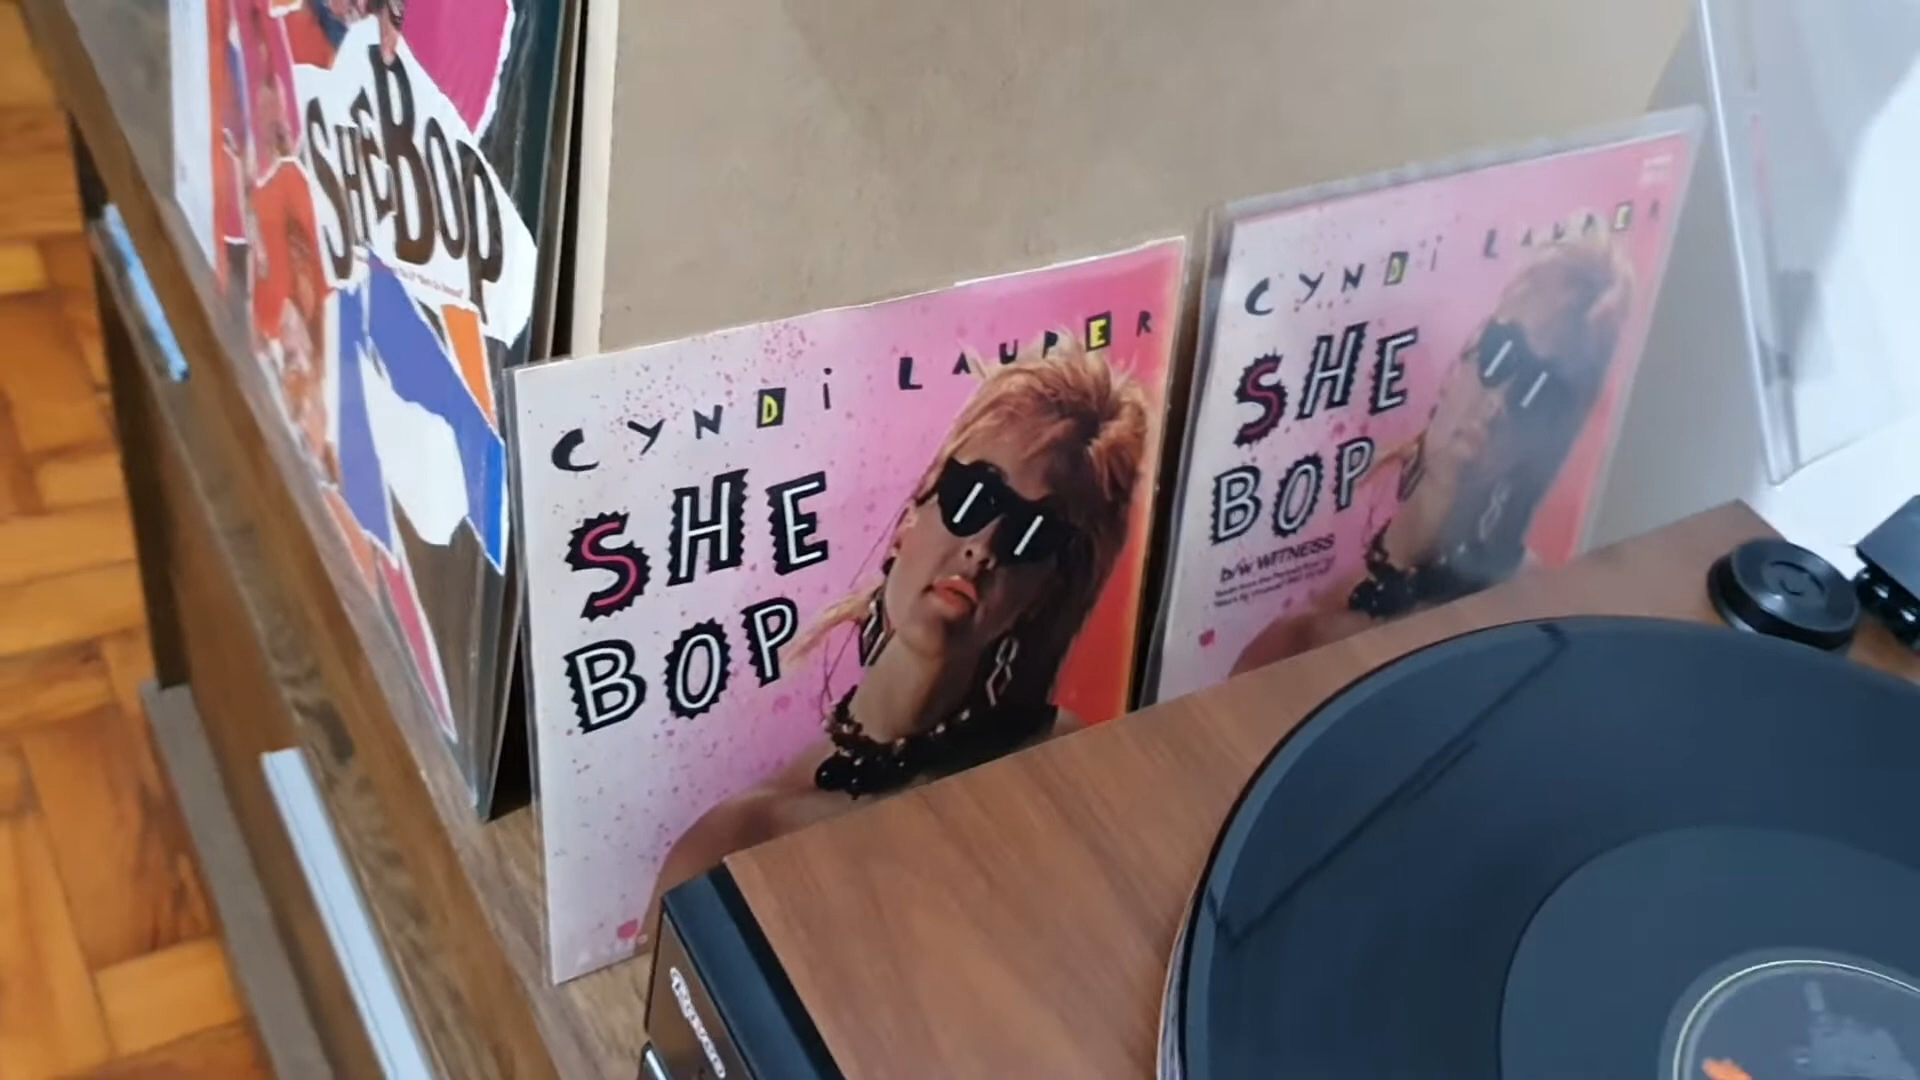 SHEBOP
CYNDi LAUPER
SHE
BOP
CYNDi LAUPER
SHE
BOP
b/w WITNESS